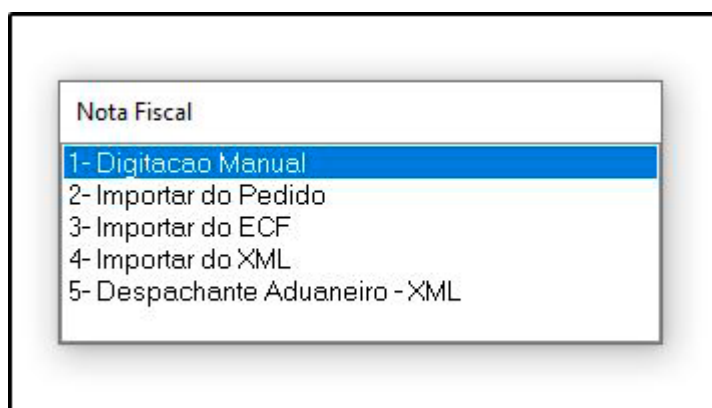 Nota Fiscal
1- Digitacao Manual
2- Importar do Pedido
3- Importar do ECF
4- Importar do XML
5- Despachante Aduaneiro - XML